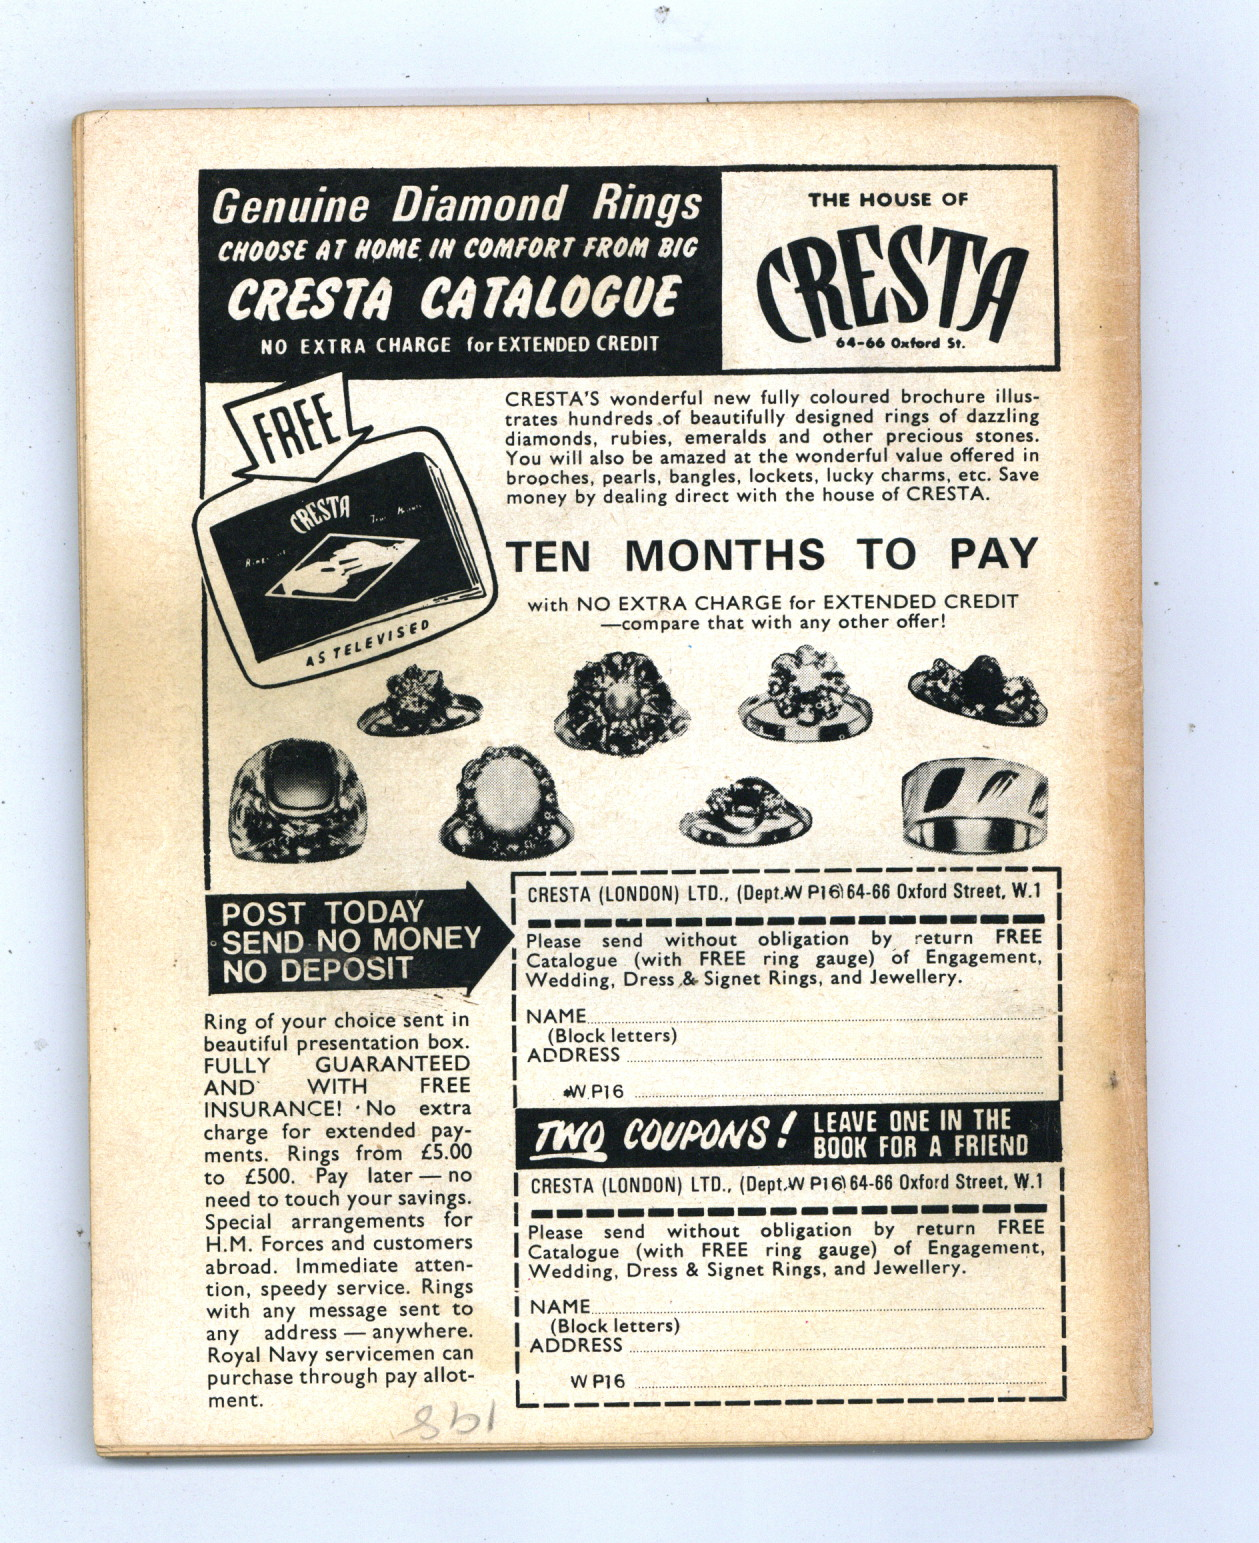 Genuine Diamond Rings
CHOOSE AT HOME IN COMFORT FROM BIG
CRESTA CATALOGUE
NO EXTRA CHARGE for EXTENDED CREDIT
THE HOUSE OF
CRESTA
64-66 Oxford St.
FREE
CRESTA
AS TELEVISED
CRESTA'S wonderful new fully coloured brochure illus-
trates hundreds of beautifully designed rings of dazzling
diamonds, rubies, emeralds and other precious stones.
You will also be amazed at the wonderful value offered in
brooches, pearls, bangles, lockets, lucky charms, etc. Save
money by dealing direct with the house of CRESTA.
TEN MONTHS TO PAY
with NO EXTRA CHARGE for EXTENDED CREDIT
—compare that with any other offer!
POST TODAY
SEND NO MONEY
NO DEPOSIT
Ring of your choice sent in
beautiful presentation box.
FULLY GUARANTEED
AND WITH FREE
INSURANCE! No extra
charge for extended pay-
ments. Rings from £5.00
to £500. Pay later — no
need to touch your savings.
Special arrangements for
H.M. Forces and customers
abroad. Immediate atten-
tion, speedy service. Rings
with any message sent to
any address — anywhere.
Royal Navy servicemen can
purchase through pay allot-
ment.
CRESTA (LONDON) LTD., (Dept. W P16) 64-66 Oxford Street, W.1
Please send without obligation by return FREE
Catalogue (with FREE ring gauge) of Engagement,
Wedding, Dress & Signet Rings, and Jewellery.
NAME
(Block letters)
ADDRESS
W P16
TWO COUPONS! LEAVE ONE IN THE
BOOK FOR A FRIEND
CRESTA (LONDON) LTD., (Dept. W P16) 64-66 Oxford Street, W.1
Please send without obligation by return FREE
Catalogue (with FREE ring gauge) of Engagement,
Wedding, Dress & Signet Rings, and Jewellery.
NAME
(Block letters)
ADDRESS
W P16